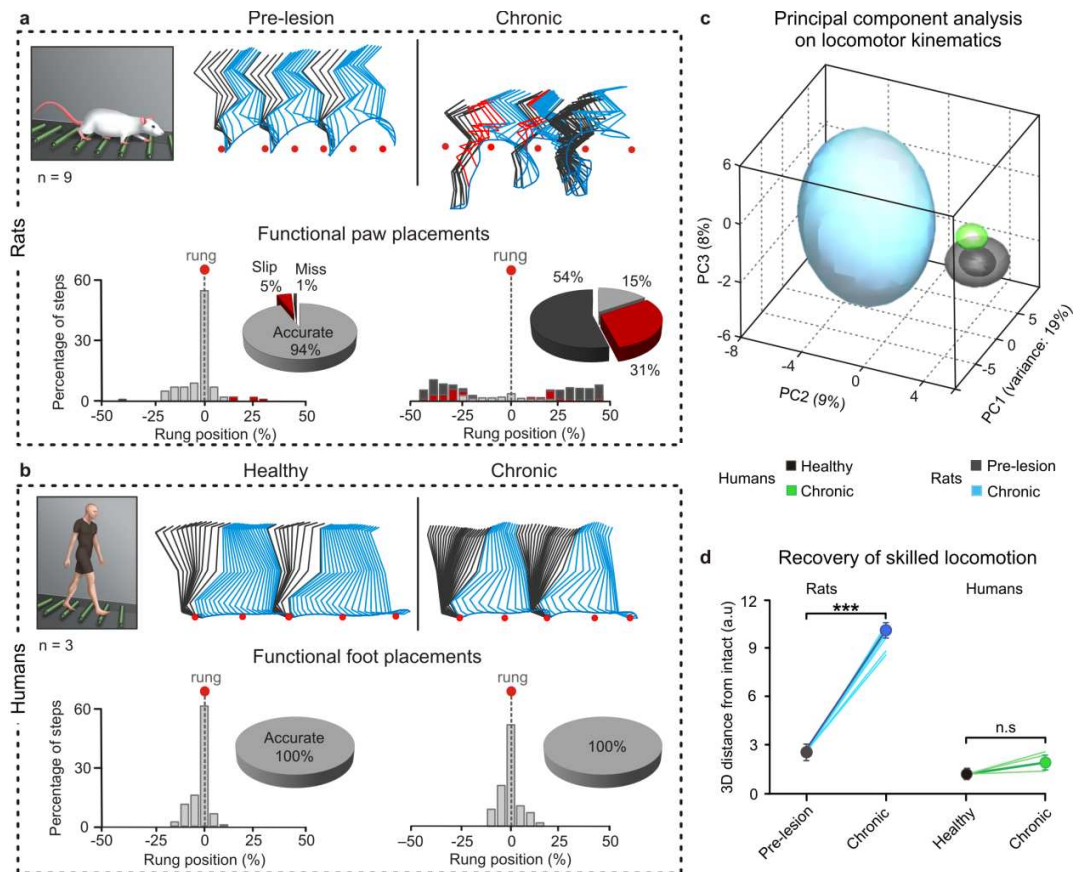 a
Pre-lesion
Chronic
n = 9
Rats
Functional paw placements
rung
Slip
5%
Miss
1%
Accurate
94%
Percentage of steps
60
30
0
-50
-25
0
25
50
Rung position (%)
rung
54%
15%
31%
-50
-25
0
25
50
Rung position (%)
b
Healthy
Chronic
n = 3
Humans
Functional foot placements
rung
Accurate
100%
Percentage of steps
60
30
0
-50
-25
0
25
50
Rung position (%)
rung
100%
–50
-25
0
25
50
Rung position (%)
c
Principal component analysis
on locomotor kinematics
PC3 (8%)
6
0
-2
-6
-8
-4
0
4
PC2 (9%)
-5
0
5
PC1 (variance: 19%)
Humans
Healthy
Chronic
Rats
Pre-lesion
Chronic
d
Recovery of skilled locomotion
Rats
Humans
***
n.s
3D distance from intact (a.u)
12
9
6
3
0
Pre-lesion
Chronic
Healthy
Chronic